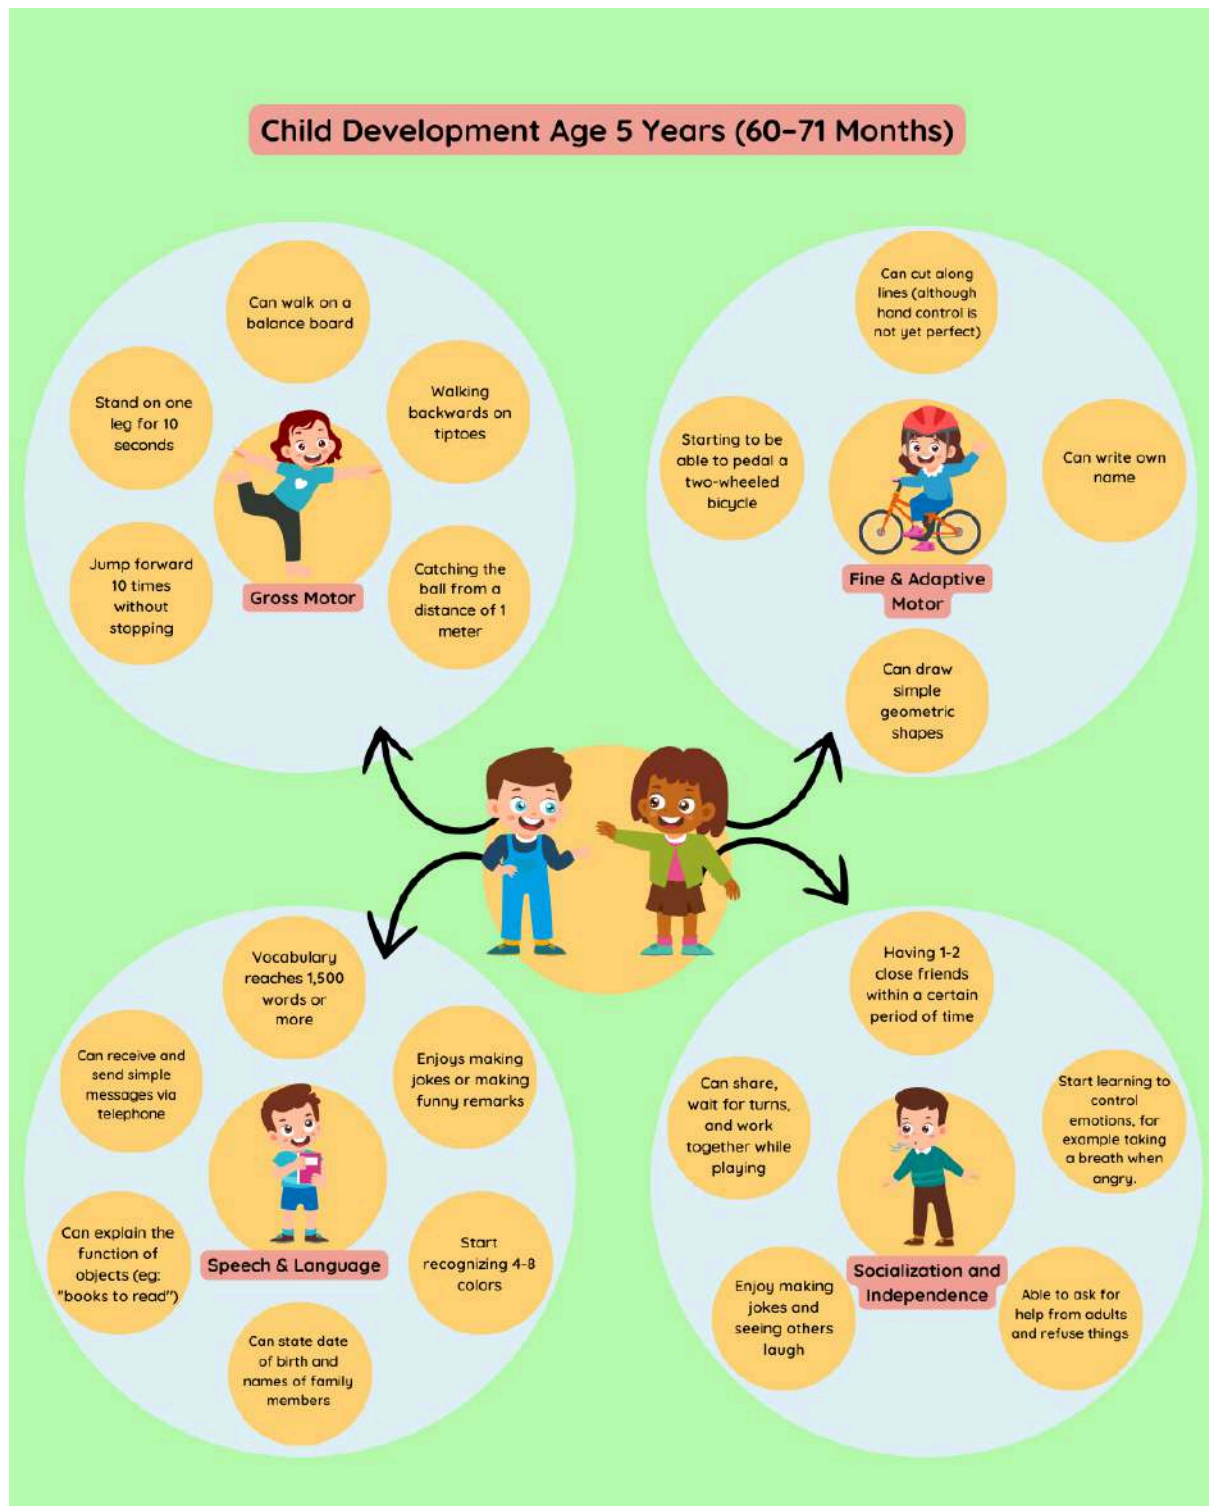 Child Development Age 5 Years (60–71 Months)
Can walk on a
balance board
Stand on one
leg for 10
seconds
Walking
backwards on
tiptoes
Jump forward
10 times
without
stopping
Catching the
ball from a
distance of 1
meter
Gross Motor
Can cut along
lines (although
hand control is
not yet perfect)
Starting to be
able to pedal a
two-wheeled
bicycle
Can write own
name
Fine & Adaptive
Motor
Can draw
simple
geometric
shapes
Vocabulary
reaches 1,500
words or
more
Can receive and
send simple
messages via
telephone
Enjoys making
jokes or making
funny remarks
Can explain the
function of
objects (eg:
"books to read")
Speech & Language
Start
recognizing 4-8
colors
Can state date
of birth and
names of family
members
Having 1-2
close friends
within a certain
period of time
Can share,
wait for turns,
and work
together while
playing
Start learning to
control
emotions, for
example taking
a breath when
angry.
Enjoy making
jokes and
seeing others
laugh
Socialization and
Independence
Able to ask for
help from adults
and refuse things